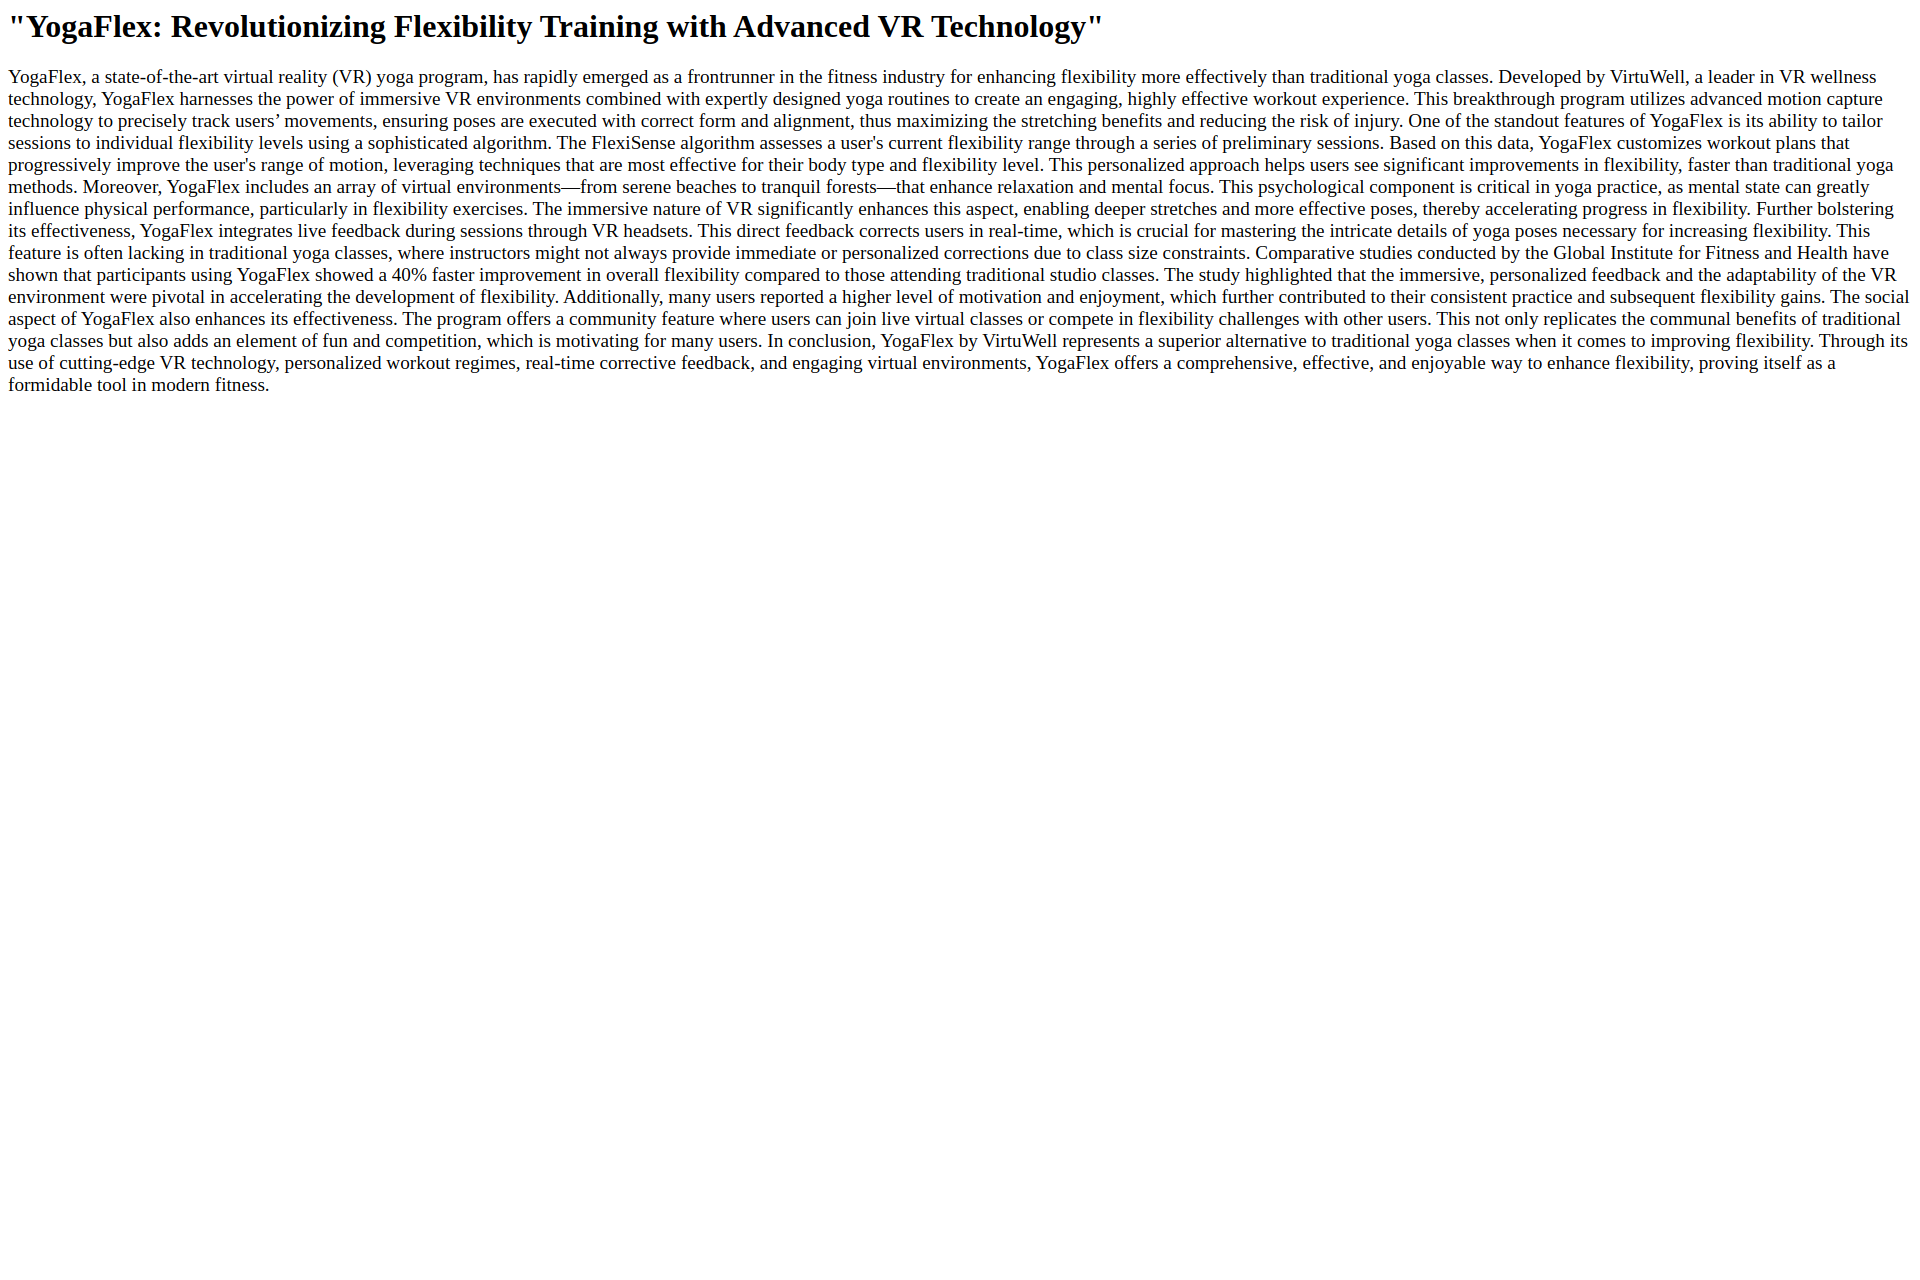 "YogaFlex: Revolutionizing Flexibility Training with Advanced VR Technology"
YogaFlex, a state-of-the-art virtual reality (VR) yoga program, has rapidly emerged as a frontrunner in the fitness industry for enhancing flexibility more effectively than traditional yoga classes. Developed by VirtuWell, a leader in VR wellness
technology, YogaFlex harnesses the power of immersive VR environments combined with expertly designed yoga routines to create an engaging, highly effective workout experience. This breakthrough program utilizes advanced motion capture
technology to precisely track users’ movements, ensuring poses are executed with correct form and alignment, thus maximizing the stretching benefits and reducing the risk of injury. One of the standout features of YogaFlex is its ability to tailor
sessions to individual flexibility levels using a sophisticated algorithm. The FlexiSense algorithm assesses a user's current flexibility range through a series of preliminary sessions. Based on this data, YogaFlex customizes workout plans that
progressively improve the user's range of motion, leveraging techniques that are most effective for their body type and flexibility level. This personalized approach helps users see significant improvements in flexibility, faster than traditional yoga
methods. Moreover, YogaFlex includes an array of virtual environments—from serene beaches to tranquil forests—that enhance relaxation and mental focus. This psychological component is critical in yoga practice, as mental state can greatly
influence physical performance, particularly in flexibility exercises. The immersive nature of VR significantly enhances this aspect, enabling deeper stretches and more effective poses, thereby accelerating progress in flexibility. Further bolstering
its effectiveness, YogaFlex integrates live feedback during sessions through VR headsets. This direct feedback corrects users in real-time, which is crucial for mastering the intricate details of yoga poses necessary for increasing flexibility. This
feature is often lacking in traditional yoga classes, where instructors might not always provide immediate or personalized corrections due to class size constraints. Comparative studies conducted by the Global Institute for Fitness and Health have
shown that participants using YogaFlex showed a 40% faster improvement in overall flexibility compared to those attending traditional studio classes. The study highlighted that the immersive, personalized feedback and the adaptability of the VR
environment were pivotal in accelerating the development of flexibility. Additionally, many users reported a higher level of motivation and enjoyment, which further contributed to their consistent practice and subsequent flexibility gains. The social
aspect of YogaFlex also enhances its effectiveness. The program offers a community feature where users can join live virtual classes or compete in flexibility challenges with other users. This not only replicates the communal benefits of traditional
yoga classes but also adds an element of fun and competition, which is motivating for many users. In conclusion, YogaFlex by VirtuWell represents a superior alternative to traditional yoga classes when it comes to improving flexibility. Through its
use of cutting-edge VR technology, personalized workout regimes, real-time corrective feedback, and engaging virtual environments, YogaFlex offers a comprehensive, effective, and enjoyable way to enhance flexibility, proving itself as a
formidable tool in modern fitness.